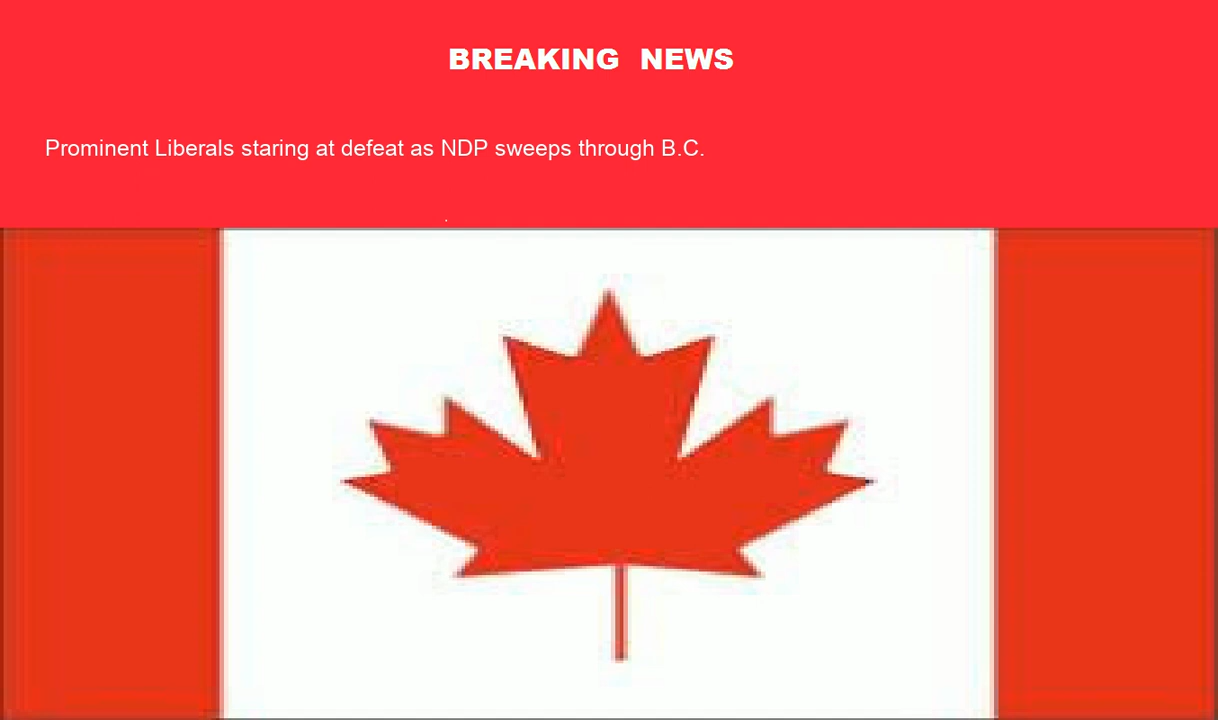 BREAKING NEWS
Prominent Liberals staring at defeat as NDP sweeps through B.C.
.